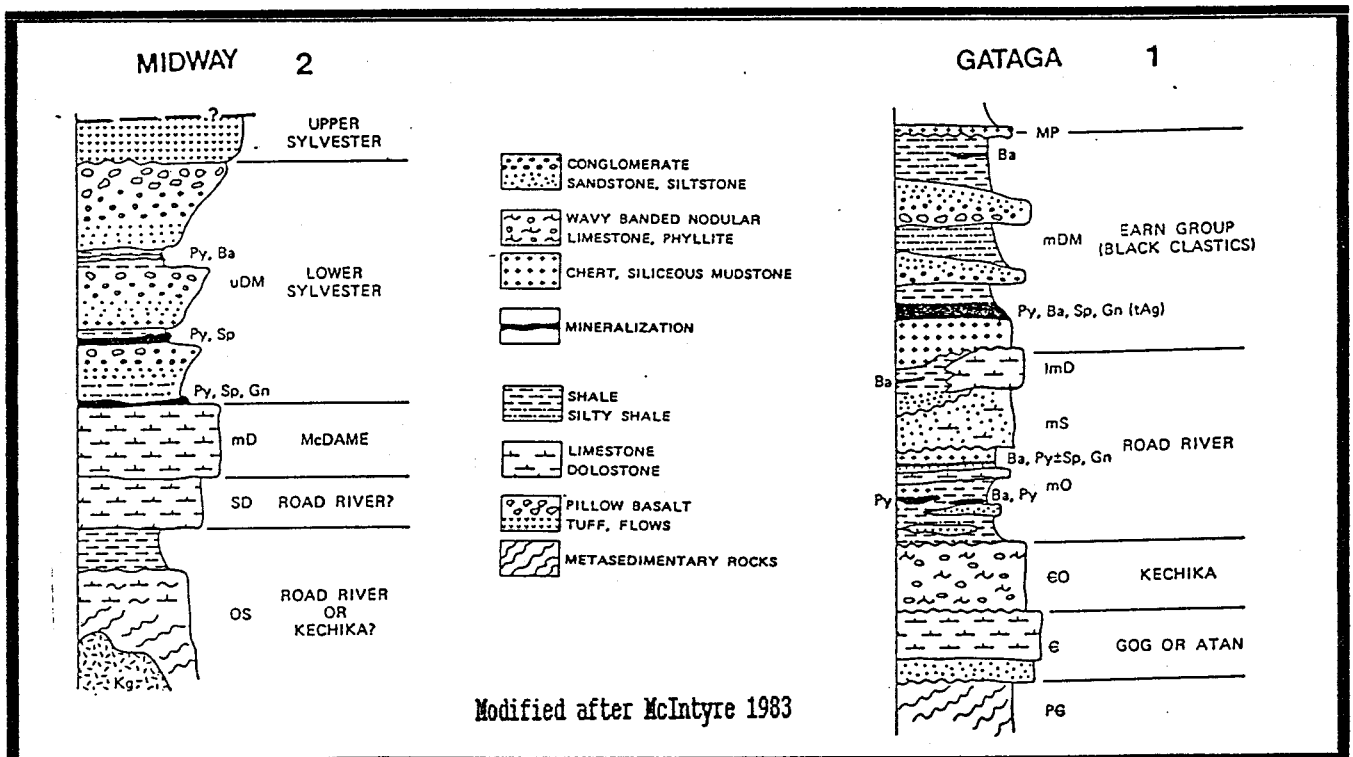 MIDWAY 2
?
UPPER
SYLVESTER
Py, Ba
uDM
LOWER
SYLVESTER
Py, Sp
Py, Sp, Gn
mD
McDAME
SD
ROAD RIVER?
OS
ROAD RIVER
OR
KECHIKA?
Kg
CONGLOMERATE
SANDSTONE, SILTSTONE
WAVY BANDED NODULAR
LIMESTONE, PHYLLITE
CHERT, SILICEOUS MUDSTONE
MINERALIZATION
SHALE
SILTY SHALE
LIMESTONE
DOLOSTONE
PILLOW BASALT
TUFF, FLOWS
METASEDIMENTARY ROCKS
Modified after McIntyre 1983
GATAGA 1
MP
Ba
mDM
EARN GROUP
(BLACK CLASTICS)
Py, Ba, Sp, Gn (tAg)
lmD
Ba
mS
ROAD RIVER
Ba, Py±Sp, Gn
mO
Py
Ba, Py
ЄO
KECHIKA
Є
GOG OR ATAN
PЄ